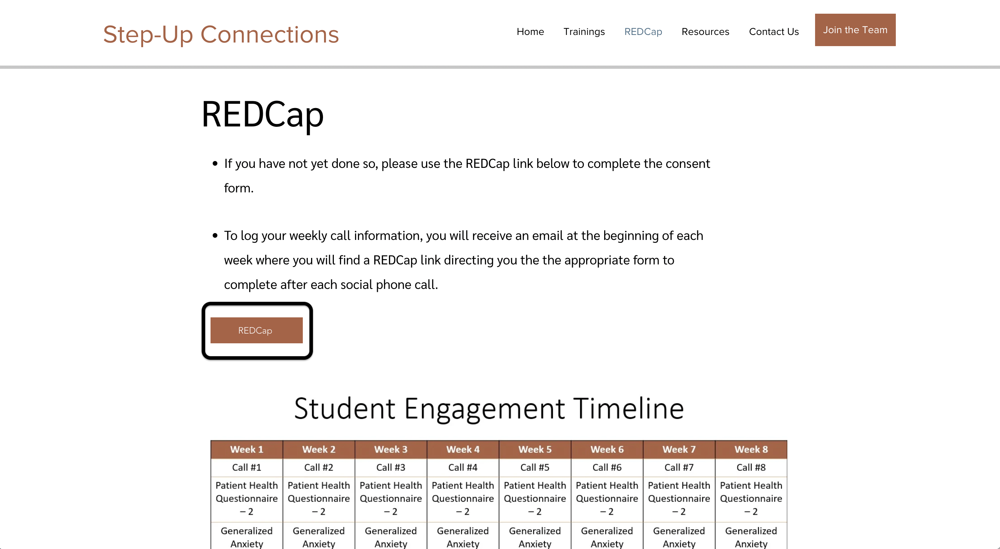 Step-Up Connections
Home Trainings REDCap Resources Contact Us Join the Team
REDCap
• If you have not yet done so, please use the REDCap link below to complete the consent
form.
• To log your weekly call information, you will receive an email at the beginning of each
week where you will find a REDCap link directing you the the appropriate form to
complete after each social phone call.
REDCap
Student Engagement Timeline
Week 1 Week 2 Week 3 Week 4 Week 5 Week 6 Week 7 Week 8
Call #1 Call #2 Call #3 Call #4 Call #5 Call #6 Call #7 Call #8
Patient Health Patient Health Patient Health Patient Health Patient Health Patient Health Patient Health Patient Health
Questionnaire Questionnaire Questionnaire Questionnaire Questionnaire Questionnaire Questionnaire Questionnaire
– 2 – 2 – 2 – 2 – 2 – 2 – 2 – 2
Generalized Generalized Generalized Generalized Generalized Generalized Generalized Generalized
Anxiety Anxiety Anxiety Anxiety Anxiety Anxiety Anxiety Anxiety